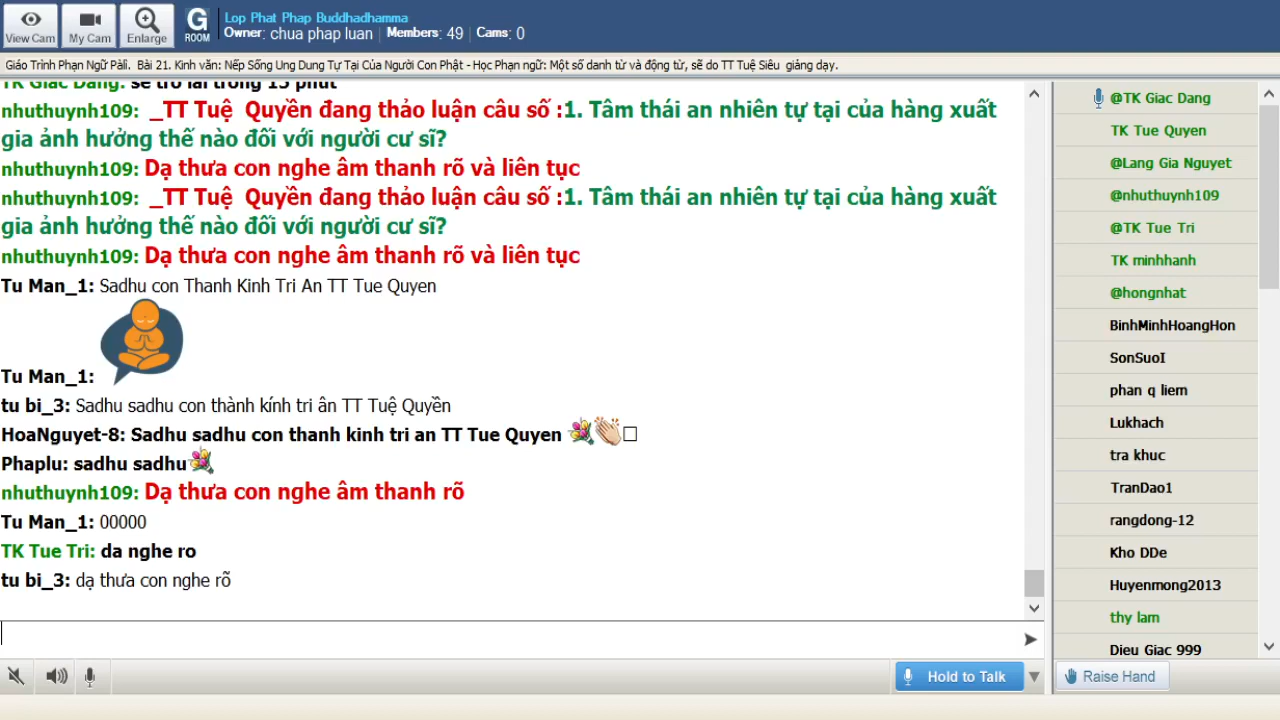 View Cam
My Cam
Enlarge
G
ROOM
Lop Phat Phap Buddhadhamma
Owner: chua phap luan | Members: 49 | Cams: 0
Giáo Trình Phạn Ngữ Pàli. Bài 21. Kinh văn: Nếp Sống Ung Dung Tự Tại Của Người Con Phật - Học Phạn ngữ: Một số danh từ và động từ, sẽ do TT Tuệ Siêu giảng dạy.
TK Giac Dang: se tro lai trong 15 phut
nhuthuynh109: _TT Tuệ Quyền đang thảo luận câu số :1. Tâm thái an nhiên tự tại của hàng xuất
gia ảnh hưởng thế nào đối với người cư sĩ?
nhuthuynh109: Dạ thưa con nghe âm thanh rõ và liên tục
nhuthuynh109: _TT Tuệ Quyền đang thảo luận câu số :1. Tâm thái an nhiên tự tại của hàng xuất
gia ảnh hưởng thế nào đối với người cư sĩ?
nhuthuynh109: Dạ thưa con nghe âm thanh rõ và liên tục
Tu Man_1: Sadhu con Thanh Kinh Tri An TT Tue Quyen
Tu Man_1:
tu bi_3: Sadhu sadhu con thành kính tri ân TT Tuệ Quyền
HoaNguyet-8: Sadhu sadhu con thanh kinh tri an TT Tue Quyen
Phaplu: sadhu sadhu
nhuthuynh109: Dạ thưa con nghe âm thanh rõ
Tu Man_1: 00000
TK Tue Tri: da nghe ro
tu bi_3: dạ thưa con nghe rõ
Hold to Talk
@TK Giac Dang
TK Tue Quyen
@Lang Gia Nguyet
@nhuthuynh109
@TK Tue Tri
TK minhhanh
@hongnhat
BinhMinhHoangHon
SonSuoI
phan q liem
Lukhach
tra khuc
TranDao1
rangdong-12
Kho DDe
Huyenmong2013
thy lam
Dieu Giac 999
Raise Hand